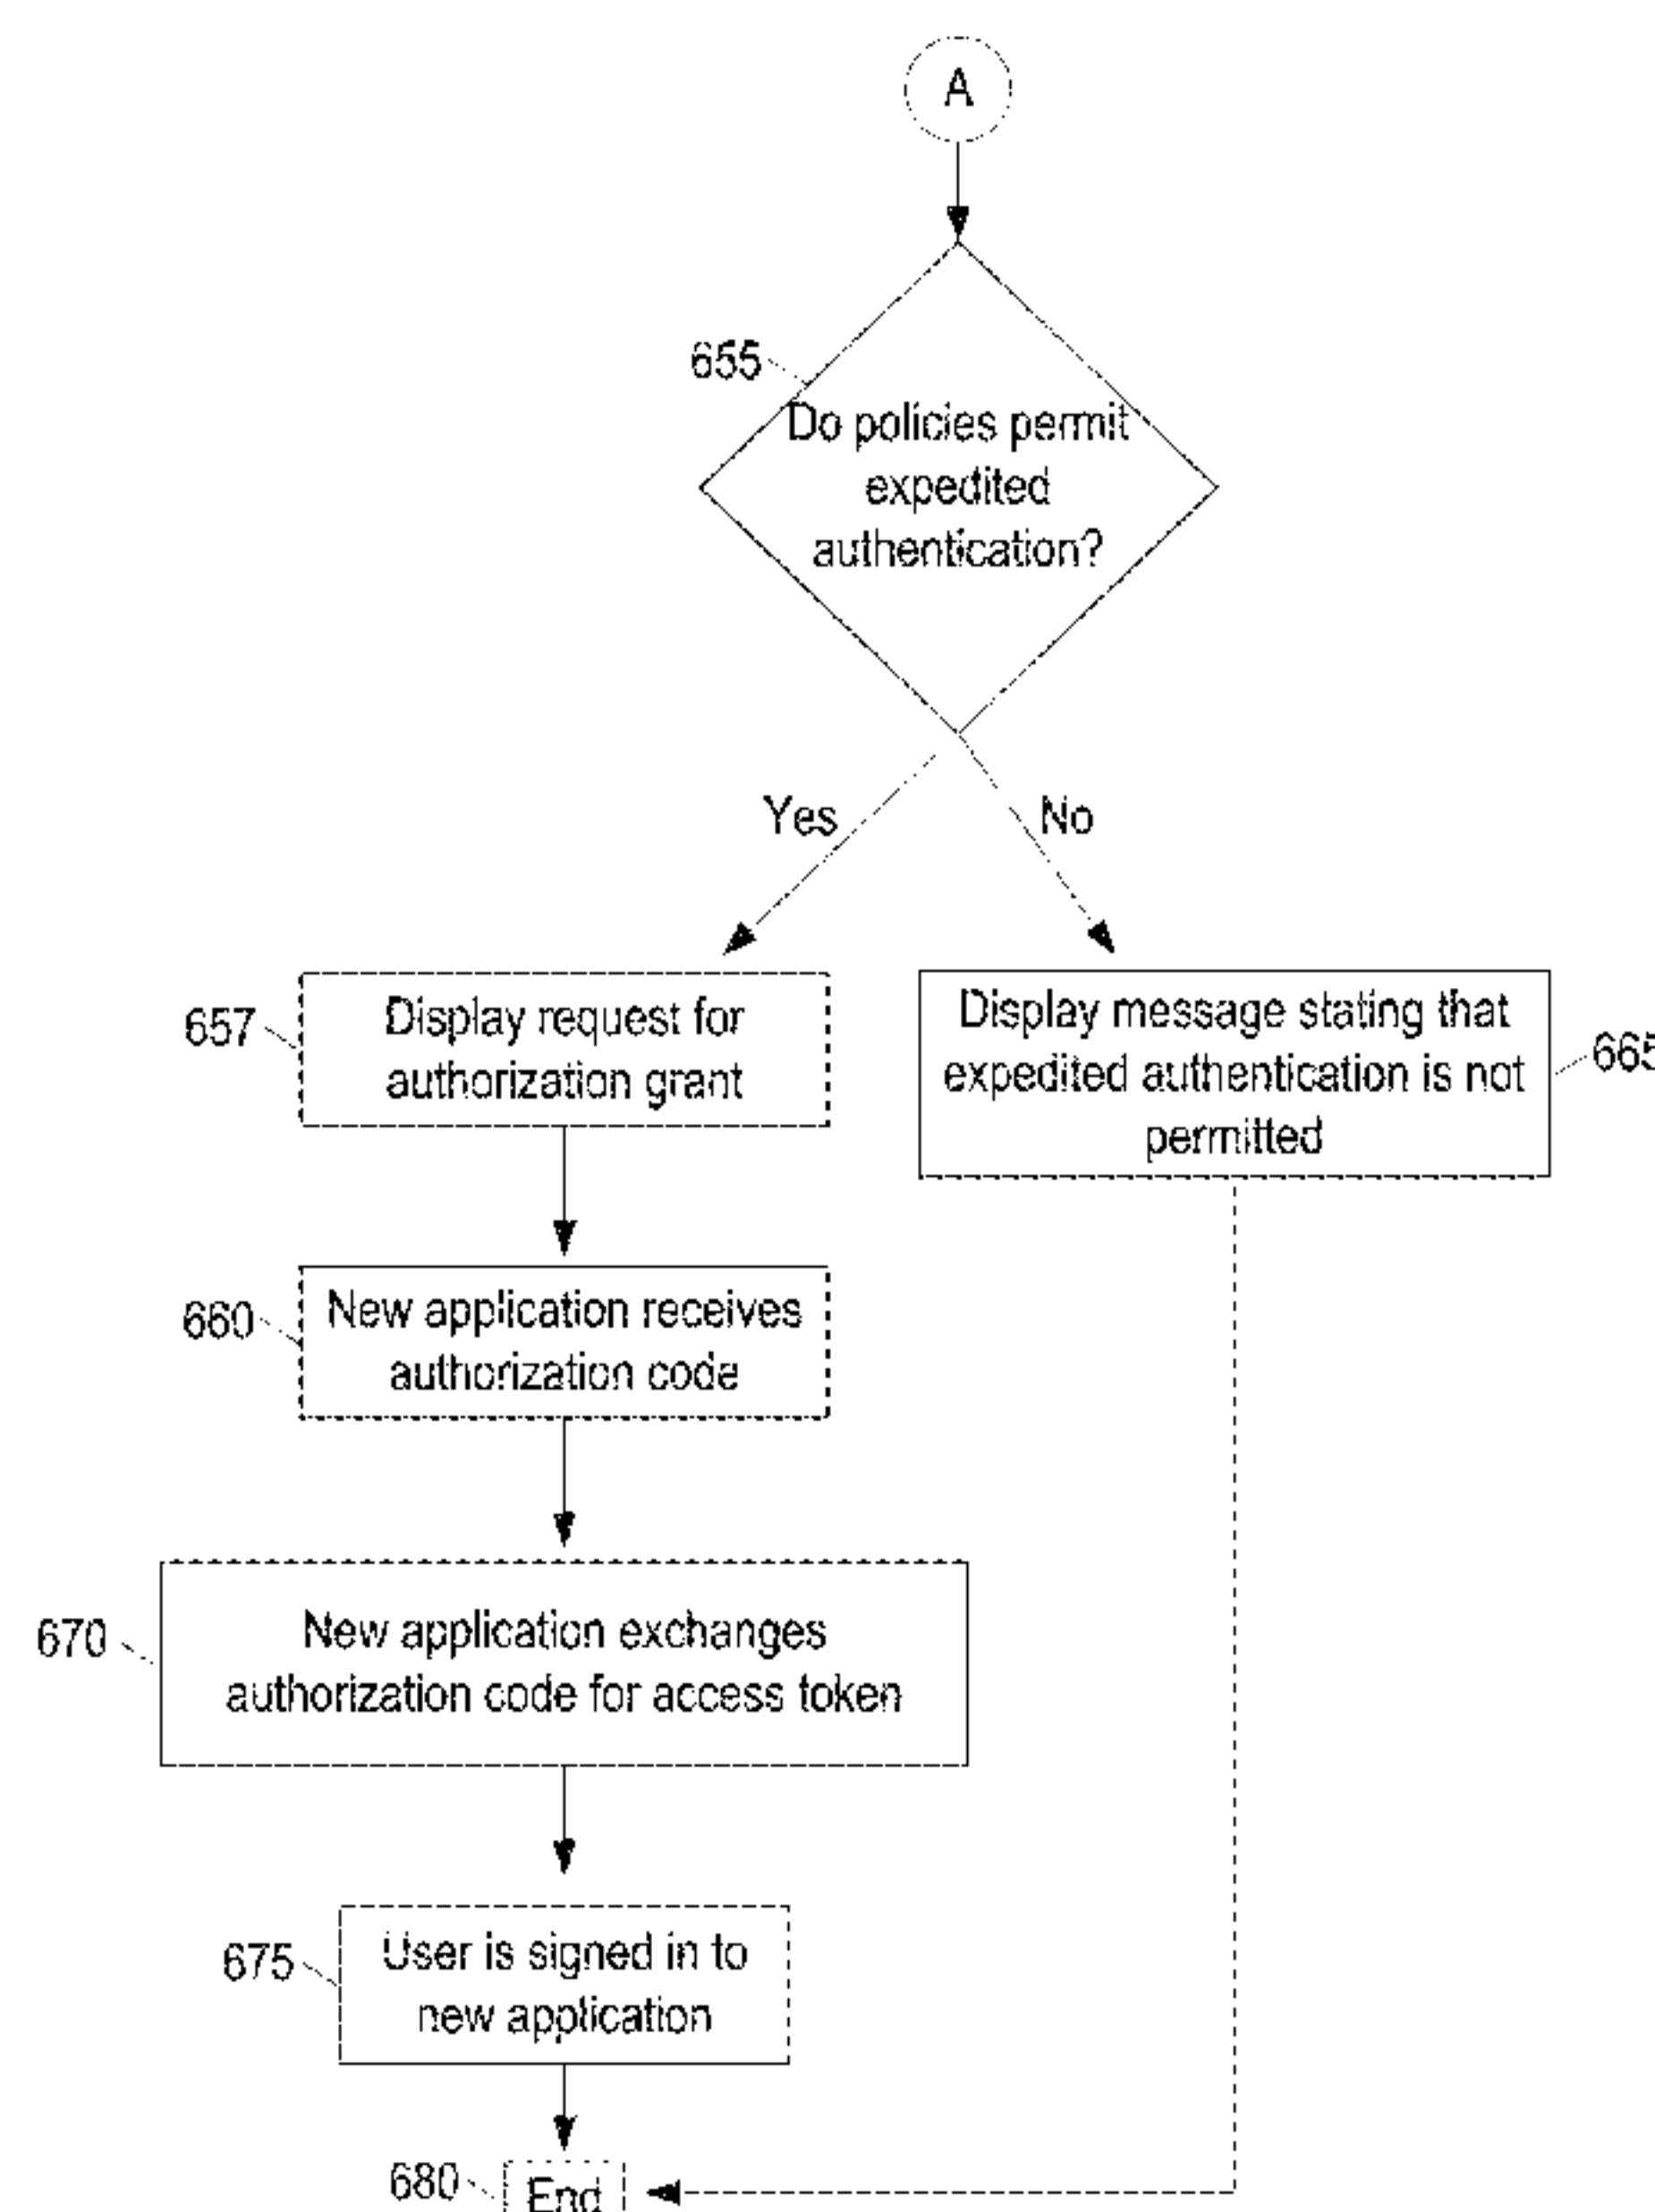 A
655
Do policies permit
expedited
authentication?
Yes
No
657
Display request for
authorization grant
Display message stating that
expedited authentication is not
permitted
665
660
New application receives
authorization code
670
New application exchanges
authorization code for access token
675
User is signed in to
new application
680
End